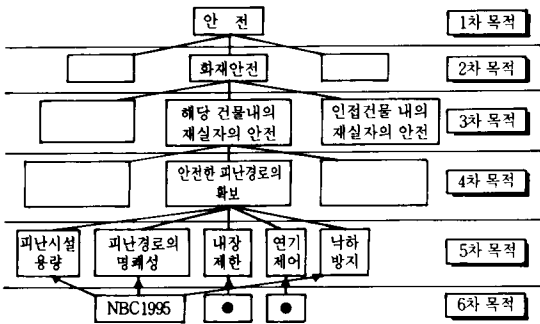 안 전
1차 목적
화재안전
2차 목적
해당 건물내의
재실자의 안전
인접건물 내의
재실자의 안전
3차 목적
안전한 피난경로의
확보
4차 목적
피난시설
용량
피난경로의
명쾌성
내장
제한
연기
제어
낙하
방지
5차 목적
NBC1995
6차 목적